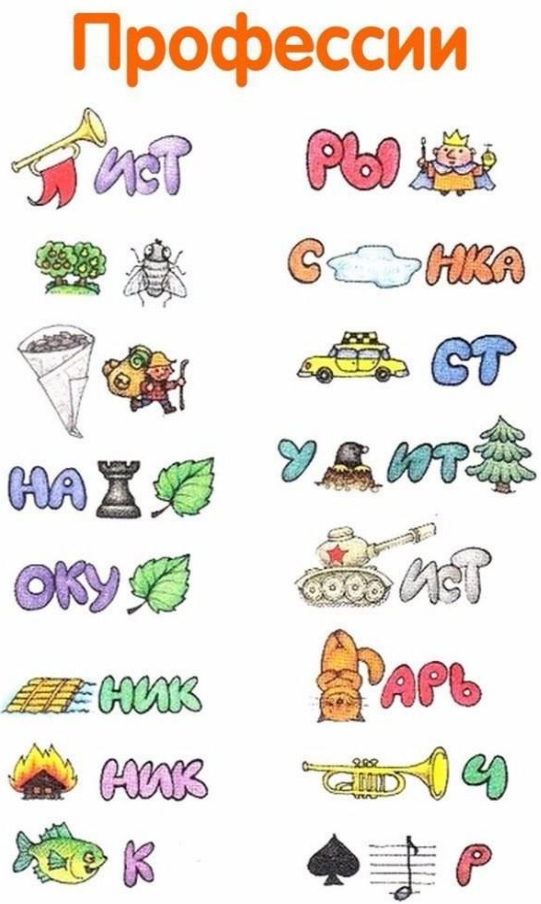 Профессии
ИСТ
РЫ
С НКА
СТ
НА
У ИТ
ОКУ
ИСТ
НИК
АРЬ
НИК
Ч
К
Р